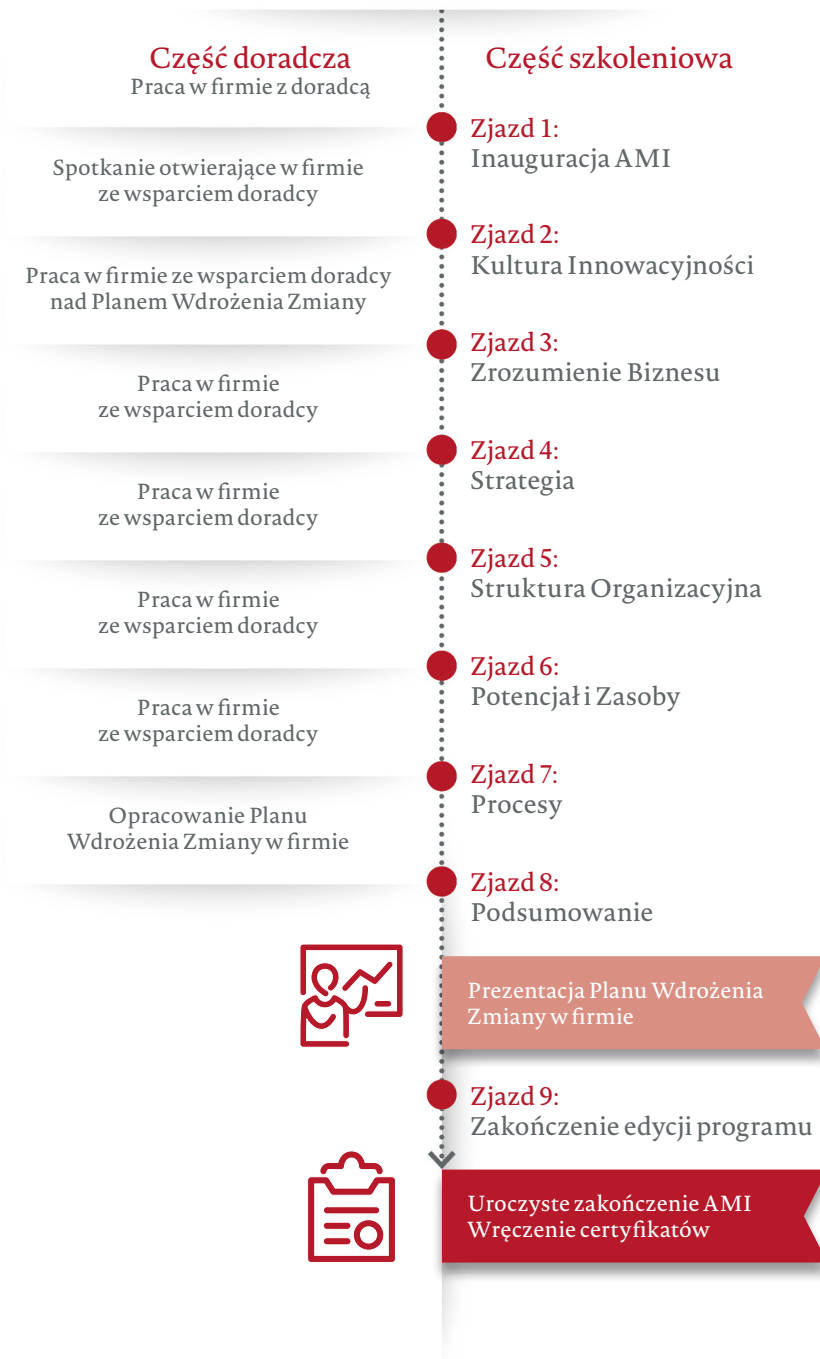 Część doradcza
Praca w firmie z doradcą
Część szkoleniowa
Zjazd 1:
Inauguracja AMI
Spotkanie otwierające w firmie
ze wsparciem doradcy
Zjazd 2:
Kultura Innowacyjności
Praca w firmie ze wsparciem doradcy
nad Planem Wdrożenia Zmiany
Zjazd 3:
Zrozumienie Biznesu
Praca w firmie
ze wsparciem doradcy
Zjazd 4:
Strategia
Praca w firmie
ze wsparciem doradcy
Zjazd 5:
Struktura Organizacyjna
Praca w firmie
ze wsparciem doradcy
Zjazd 6:
Potencjał i Zasoby
Praca w firmie
ze wsparciem doradcy
Zjazd 7:
Procesy
Opracowanie Planu
Wdrożenia Zmiany w firmie
Zjazd 8:
Podsumowanie
Prezentacja Planu Wdrożenia
Zmiany w firmie
Zjazd 9:
Zakończenie edycji programu
Uroczyste zakończenie AMI
Wręczenie certyfikatów